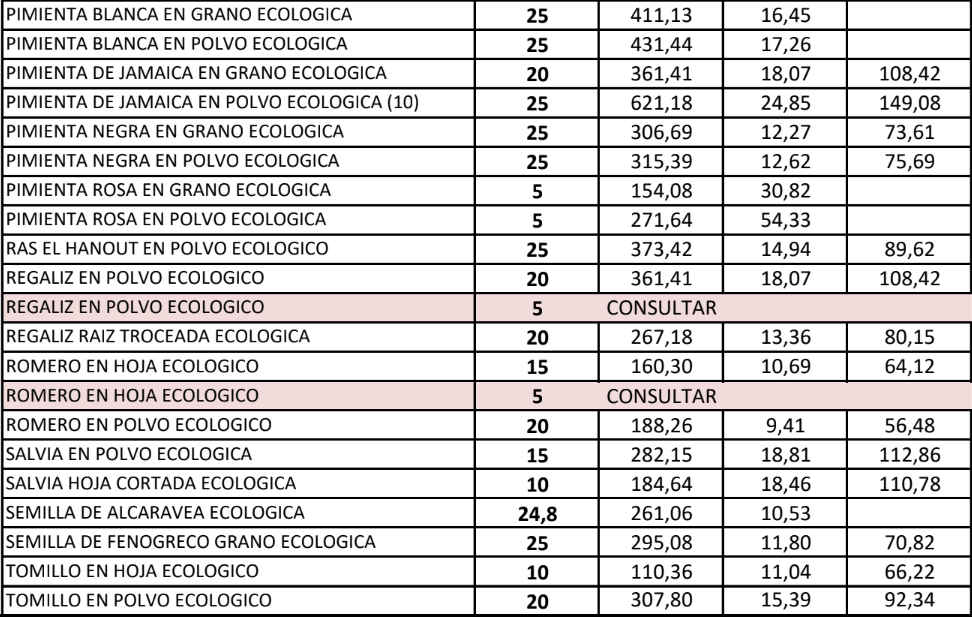 PIMIENTA BLANCA EN GRANO ECOLOGICA 25 411,13 16,45
PIMIENTA BLANCA EN POLVO ECOLOGICA 25 431,44 17,26
PIMIENTA DE JAMAICA EN GRANO ECOLOGICA 20 361,41 18,07 108,42
PIMIENTA DE JAMAICA EN POLVO ECOLOGICA (10) 25 621,18 24,85 149,08
PIMIENTA NEGRA EN GRANO ECOLOGICA 25 306,69 12,27 73,61
PIMIENTA NEGRA EN POLVO ECOLOGICA 25 315,39 12,62 75,69
PIMIENTA ROSA EN GRANO ECOLOGICA 5 154,08 30,82
PIMIENTA ROSA EN POLVO ECOLOGICA 5 271,64 54,33
RAS EL HANOUT EN POLVO ECOLOGICO 25 373,42 14,94 89,62
REGALIZ EN POLVO ECOLOGICO 20 361,41 18,07 108,42
REGALIZ EN POLVO ECOLOGICO 5 CONSULTAR
REGALIZ RAIZ TROCEADA ECOLOGICA 20 267,18 13,36 80,15
ROMERO EN HOJA ECOLOGICO 15 160,30 10,69 64,12
ROMERO EN HOJA ECOLOGICO 5 CONSULTAR
ROMERO EN POLVO ECOLOGICO 20 188,26 9,41 56,48
SALVIA EN POLVO ECOLOGICA 15 282,15 18,81 112,86
SALVIA HOJA CORTADA ECOLOGICA 10 184,64 18,46 110,78
SEMILLA DE ALCARAVEA ECOLOGICA 24,8 261,06 10,53
SEMILLA DE FENOGRECO GRANO ECOLOGICA 25 295,08 11,80 70,82
TOMILLO EN HOJA ECOLOGICO 10 110,36 11,04 66,22
TOMILLO EN POLVO ECOLOGICO 20 307,80 15,39 92,34